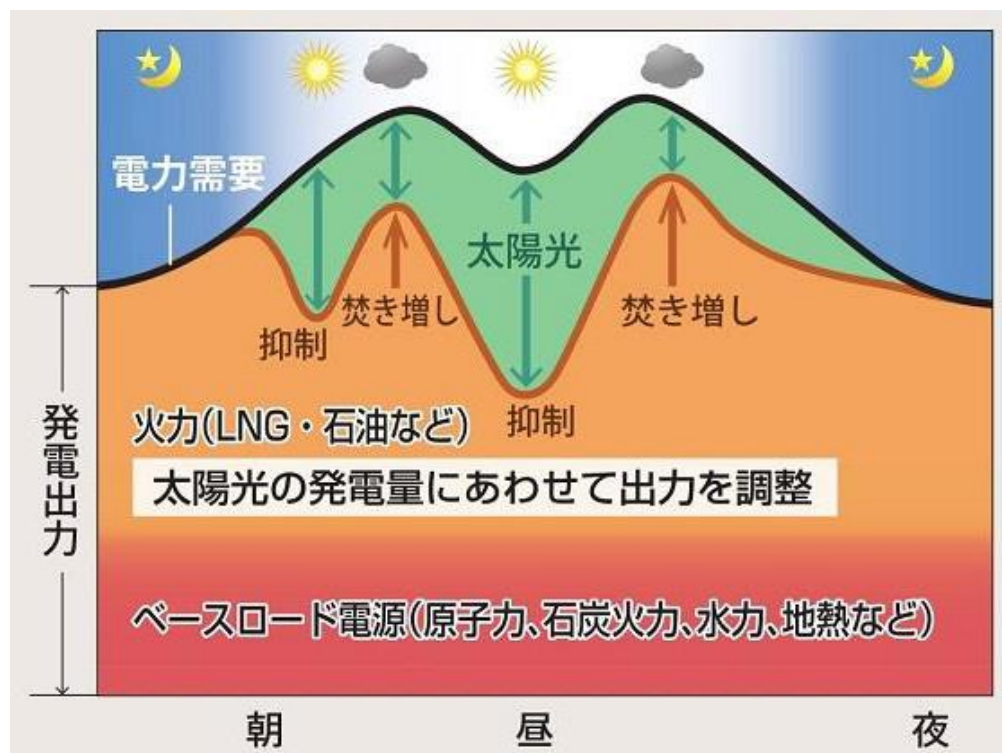 電力需要
太陽光
焚き増し
焚き増し
抑制
抑制
火力(LNG・石油など)
太陽光の発電量にあわせて出力を調整
発電出力
ベースロード電源(原子力、石炭火力、水力、地熱など)
朝
昼
夜